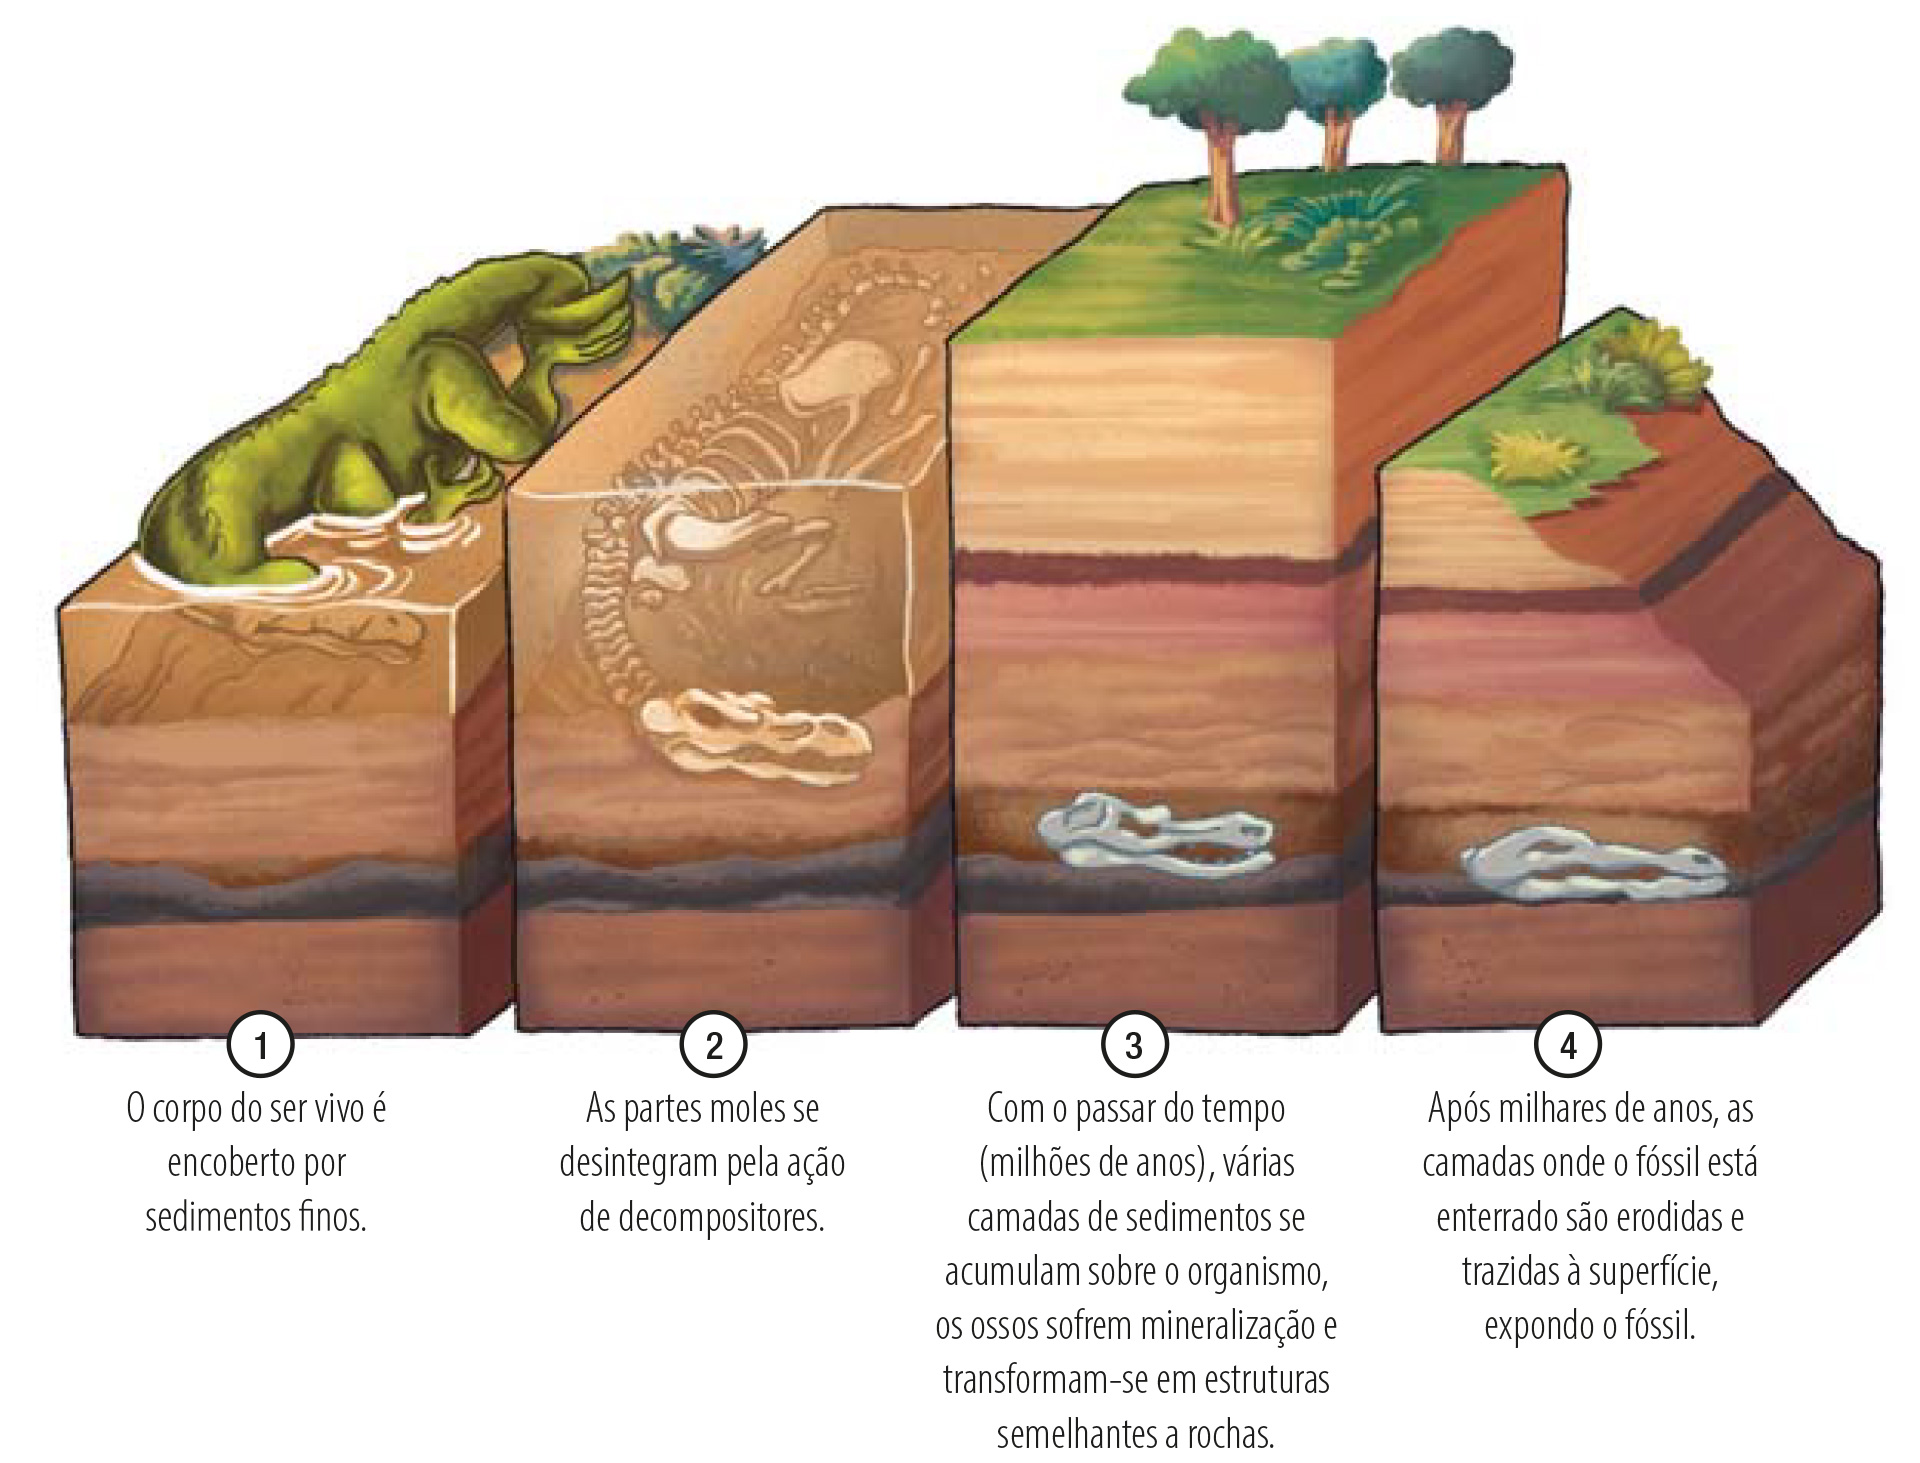 1
O corpo do ser vivo é
encoberto por
sedimentos finos.
2
As partes moles se
desintegram pela ação
de decompositores.
3
Com o passar do tempo
(milhões de anos), várias
camadas de sedimentos se
acumulam sobre o organismo,
os ossos sofrem mineralização e
transformam-se em estruturas
semelhantes a rochas.
4
Após milhares de anos, as
camadas onde o fóssil está
enterrado são erodidas e
trazidas à superfície,
expondo o fóssil.